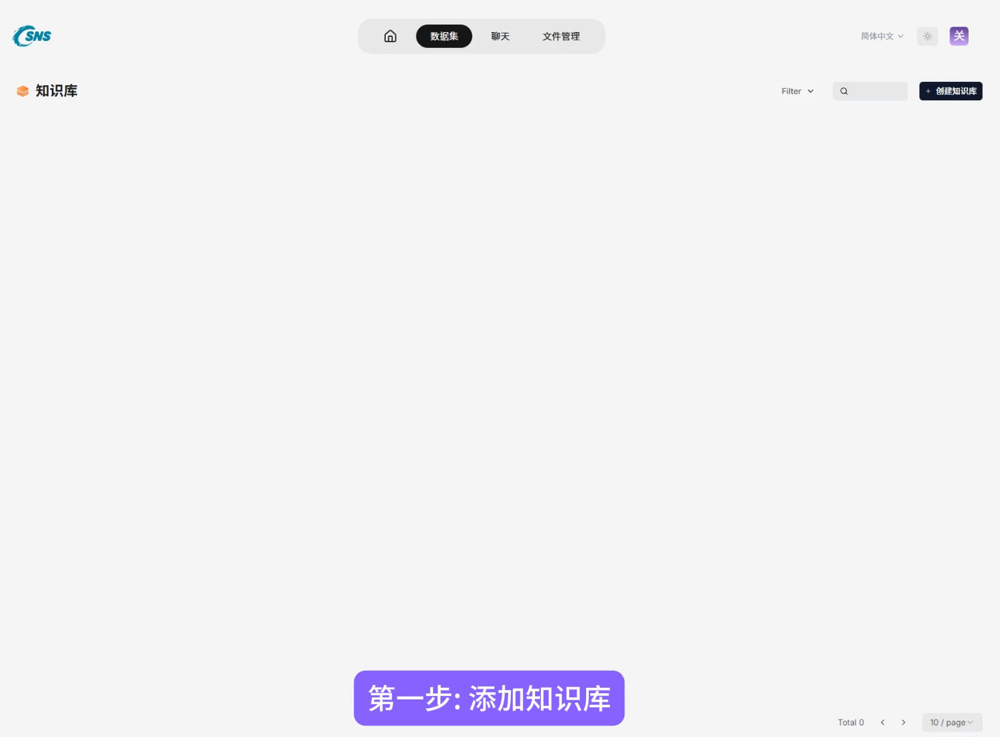 SNS
数据集
聊天
文件管理
简体中文
关
知识库
Filter
+ 创建知识库
第一步: 添加知识库
Total 0
10 / page